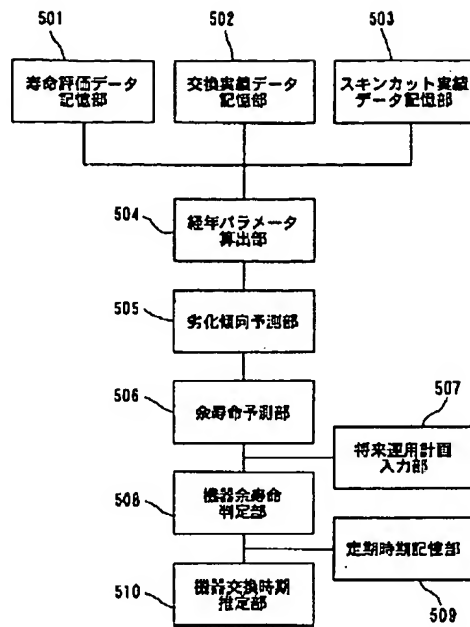 501
502
503
寿命評価データ
記憶部
交換実績データ
記憶部
スキンカット実績
データ記憶部
504
経年パラメータ
算出部
505
劣化傾向予測部
506
余寿命予測部
507
将来運用計画
入力部
508
機器余寿命
判定部
定期時期記憶部
509
510
機器交換時期
推定部